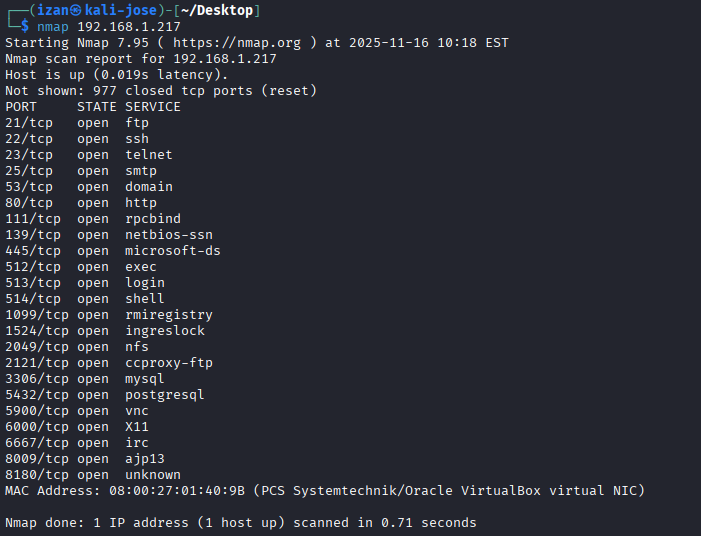 ┌──(izan㉿kali-jose)-[~/Desktop]
└─$ nmap 192.168.1.217
Starting Nmap 7.95 ( https://nmap.org ) at 2025-11-16 10:18 EST
Nmap scan report for 192.168.1.217
Host is up (0.019s latency).
Not shown: 977 closed tcp ports (reset)
PORT     STATE SERVICE
21/tcp   open  ftp
22/tcp   open  ssh
23/tcp   open  telnet
25/tcp   open  smtp
53/tcp   open  domain
80/tcp   open  http
111/tcp  open  rpcbind
139/tcp  open  netbios-ssn
445/tcp  open  microsoft-ds
512/tcp  open  exec
513/tcp  open  login
514/tcp  open  shell
1099/tcp open  rmiregistry
1524/tcp open  ingreslock
2049/tcp open  nfs
2121/tcp open  ccproxy-ftp
3306/tcp open  mysql
5432/tcp open  postgresql
5900/tcp open  vnc
6000/tcp open  X11
6667/tcp open  irc
8009/tcp open  ajp13
8180/tcp open  unknown
MAC Address: 08:00:27:01:40:9B (PCS Systemtechnik/Oracle VirtualBox virtual NIC)
Nmap done: 1 IP address (1 host up) scanned in 0.71 seconds